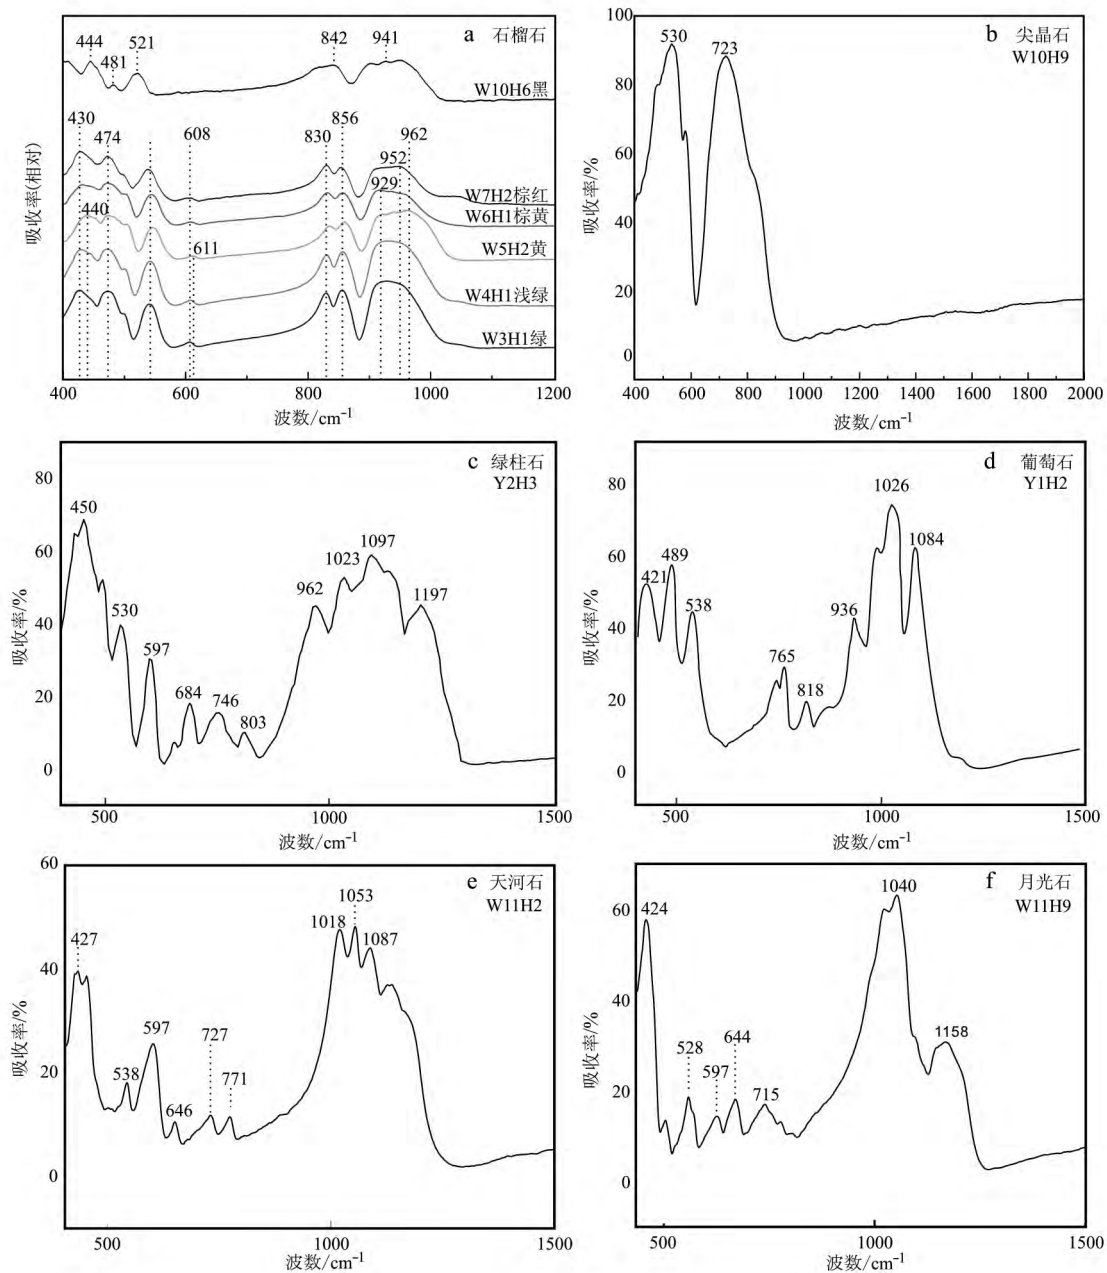 a 石榴石
444
521
481
842
941
W10H6黑
430
474
608
830
856
962
952
929
W7H2棕红
W6H1棕黄
440
W5H2黄
611
W4H1浅绿
W3H1绿
吸收率(相对)
400 600 800 1000 1200
波数/cm⁻¹
b 尖晶石
W10H9
530
723
100
80
60
40
20
0
吸收率/%
400 600 800 1000 1200 1400 1600 1800 2000
波数/cm⁻¹
c 绿柱石
Y2H3
450
530
597
684
746
803
962
1023
1097
1197
80
60
40
20
0
吸收率/%
500 1000 1500
波数/cm⁻¹
d 葡萄石
Y1H2
421
489
538
765
818
936
1026
1084
80
60
40
20
0
吸收率/%
500 1000 1500
波数/cm⁻¹
e 天河石
W11H2
427
538
597
646
727
771
1018
1053
1087
60
40
20
0
吸收率/%
500 1000 1500
波数/cm⁻¹
f 月光石
W11H9
424
528
597
644
715
1040
1158
60
40
20
0
吸收率/%
500 1000 1500
波数/cm⁻¹